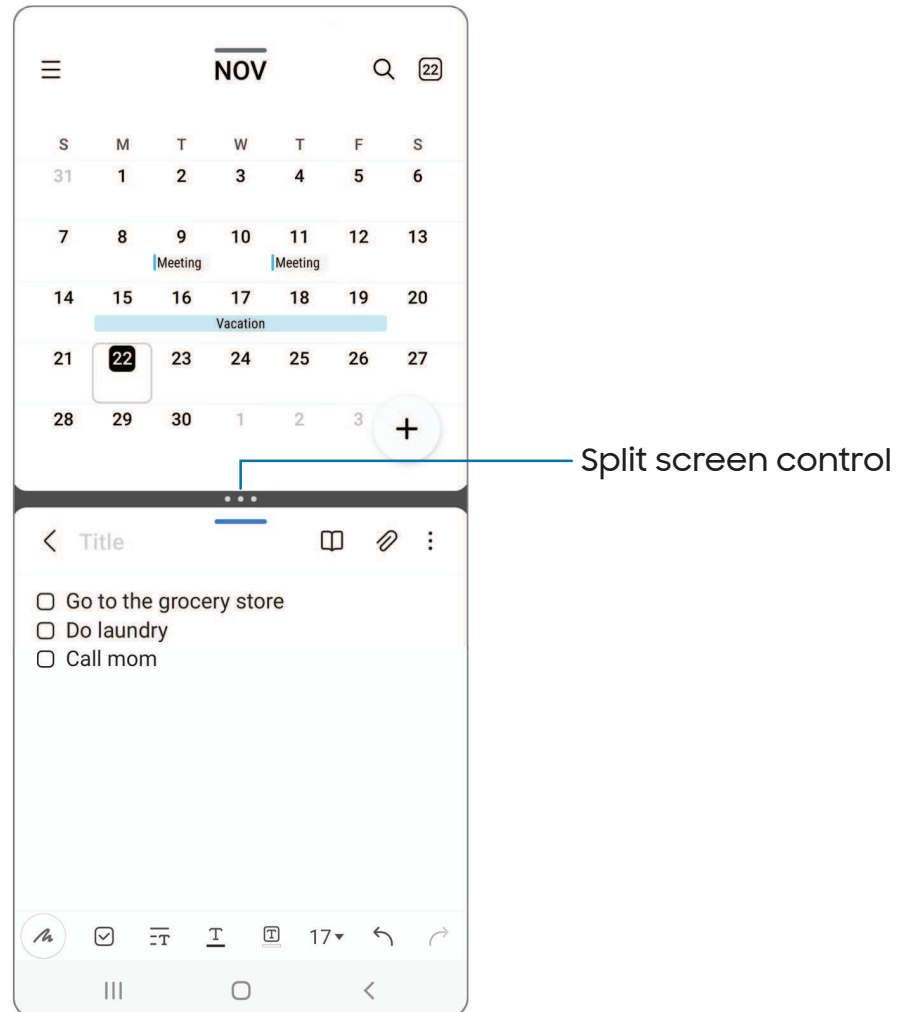 NOV
22
S M T W T F S
31 1 2 3 4 5 6
7 8 9 10 11 12 13
Meeting Meeting
14 15 16 17 18 19 20
Vacation
21 22 23 24 25 26 27
28 29 30 1 2 3
Split screen control
Title
Go to the grocery store
Do laundry
Call mom
T T T 17